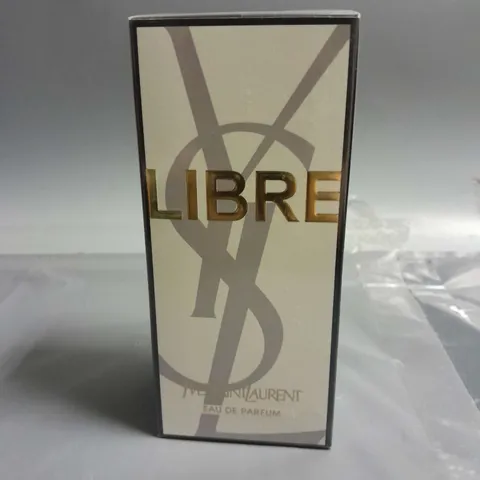 LIBRE
YSL
YVESSAINTLAURENT
EAU DE PARFUM